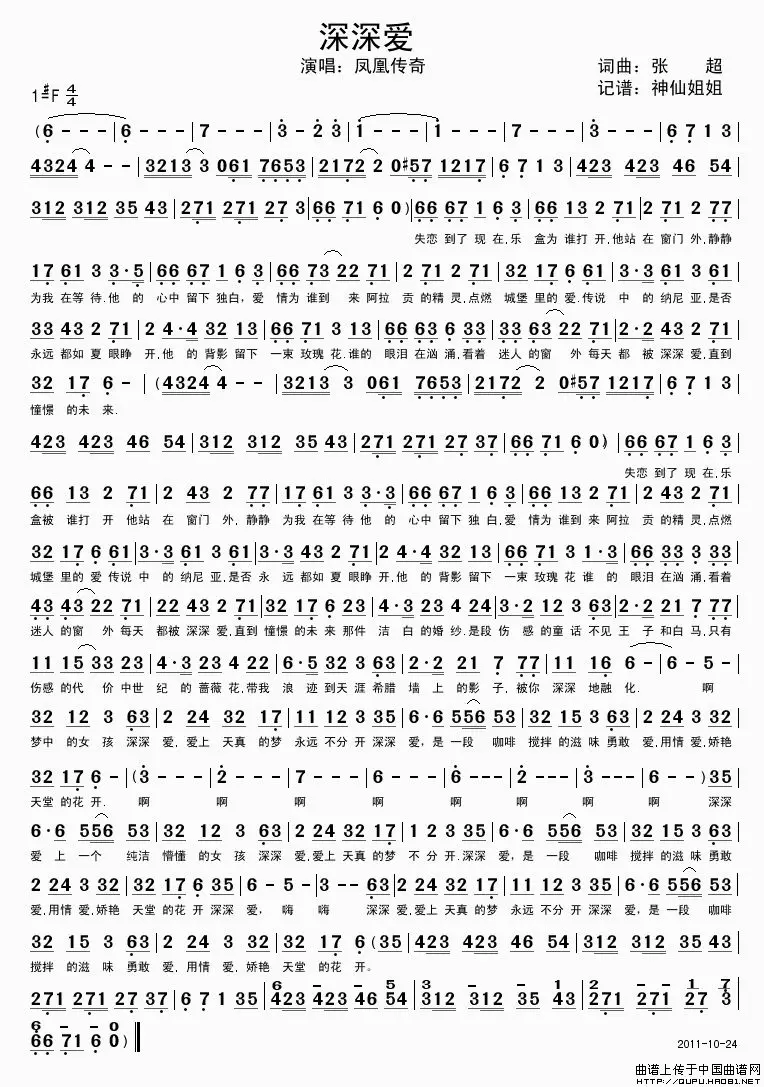 深深爱
演唱：凤凰传奇
词曲：张 超
记谱：神仙姐姐
1=#F 4/4
(6 - - - | 6 - - - | 7 - - - | 3 - 2 3 | 1 - - - | 1 - - - | 7 - - - | 3 - - - | 6 7 1 3 |
4324 4 - - | 3213 3 061 7653 | 2172 2 0#57 1217 | 6 7 1 3 | 423 423 46 54 |
312 312 35 43 | 271 271 27 3 | 66 71 6 0) | 66 67 1 6 3 | 66 13 2 71 | 2 43 2 77 |
失恋 到了 现 在,乐 盒为 谁打 开,他站 在 窗门 外,静静
17 61 3 3·5 | 66 67 1 6 3 | 66 73 22 71 | 2 43 2 71 | 32 17 6 61 | 3·3 61 3 61 |
为我 在等 待.他 的 心中 留下 独白，爱 情为 谁到 来 阿拉 贡 的精 灵,点燃 城堡 里的 爱.传说 中 的纳尼 亚,是否
33 43 2 71 | 2 4·4 32 13 | 66 71 3 1·3 | 66 33 6 33 | 33 63 22 71 | 2·2 43 2 71 |
永远 都如 夏 眼睁 开,他 的 背影 留下 一束 玫瑰 花.谁的 眼泪 在汹 涌,看着 迷人 的窗 外 每天 都 被 深深 爱,直到
32 17 6 - | (4324 4 - - | 3213 3 061 7653 | 2172 2 0#57 1217 | 6 7 1 3 |
憧憬 的未 来.
423 423 46 54 | 312 312 35 43 | 271 271 27 37 | 66 71 6 0) | 66 67 1 6 3 |
失恋 到了 现 在,乐
66 13 2 71 | 2 43 2 77 | 17 61 3 3·3 | 66 67 1 6 3 | 66 13 22 71 | 2 43 2 71 |
盒被 谁打 开 他站 在 窗门 外，静静 为我 在等 待 他 的 心中 留下 独 白,爱 情为 谁到 来 阿拉 贡 的精 灵,点燃
32 17 6 61 | 3·3 61 3 61 | 3·3 43 2 71 | 2 4·4 32 13 | 66 71 3 1·3 | 66 33 3 33 |
城堡 里的 爱 传说 中 的纳尼 亚,是否 永 远 都如 夏 眼睁 开,他 的 背影 留下 一束 玫瑰 花 谁 的 眼泪 在汹 涌,看着
43 43 22 71 | 2·2 43 2 71 | 32 17 6 23 | 4·3 23 4 24 | 3·2 12 3 63 | 2 21 7 77 |
迷人 的窗 外 每天 都被 深深 爱,直到 憧憬 的未 来 那件 洁 白的婚 纱.是段 伤 感 的童 话 不见 王 子 和白 马,只有
11 15 33 23 | 4·3 23 4 23 | 3·5 32 3 63 | 2·2 21 7 77 | 11 16 6 - | 6 - 5 - |
伤感 的代 价 中世 纪 的 蔷薇 花,带我 浪 迹 到天 涯 希腊 墙 上 的影 子，被你 深深 地融 化. 啊
32 12 3 63 | 2 24 32 17 | 11 12 3 35 | 6·6 556 53 | 32 15 3 63 | 2 24 3 43 |
梦中 的女 孩 深深 爱,爱上 天真 的梦 永远 不分 开 深深 爱，是 一段 咖啡 搅拌 的滋 味 勇敢 爱,用情 爱,娇艳
32 17 6 - | (3 - - - | 2 - - - | 7 - - - | 6 - - - | 3 - - - | 2 - - - | 6 - - - | 6 - - ) 35 |
天堂 的花 开. 啊 啊 啊 啊 啊 啊 啊 深深
6·6 556 53 | 32 12 3 63 | 2 24 32 17 | 1 2 3 35 | 6·6 556 53 | 32 15 3 63 |
爱 上 一个 纯洁 懵懂 的女 孩 深深 爱,爱上 天真 的梦 不 分 开.深深 爱，是 一段 咖啡 搅拌 的滋 味 勇敢
2 24 3 43 | 32 17 6 35 | 6 - 5 - | 3 - - 63 | 2 24 32 17 | 11 12 3 35 | 6·6 556 53 |
爱,用情 爱,娇艳 天堂 的花 开 深深 爱， 嗨 嗨 深深 爱,爱上 天真 的梦 永远 不分 开 深深 爱，是 一段 咖啡
32 15 3 63 | 2 24 3 43 | 32 17 6 (35 | 423 423 46 54 | 312 312 35 43 |
搅拌 的滋 味 勇敢 爱，用情 爱，娇艳 天堂 的花 开。
271 271 27 37 | 6 7 1 35 | 423 423 46 54 | 312 312 35 43 | 271 271 27 3 |
66 71 6 0) ‖
2011-10-24
曲谱上传于中国曲谱网
http://QUPU.HAO81.NET